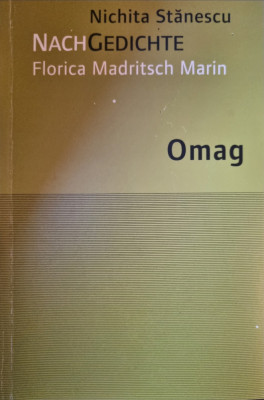 Nichita Stănescu
NACHGEDICHTE
Florica Madritsch Marin
Omag